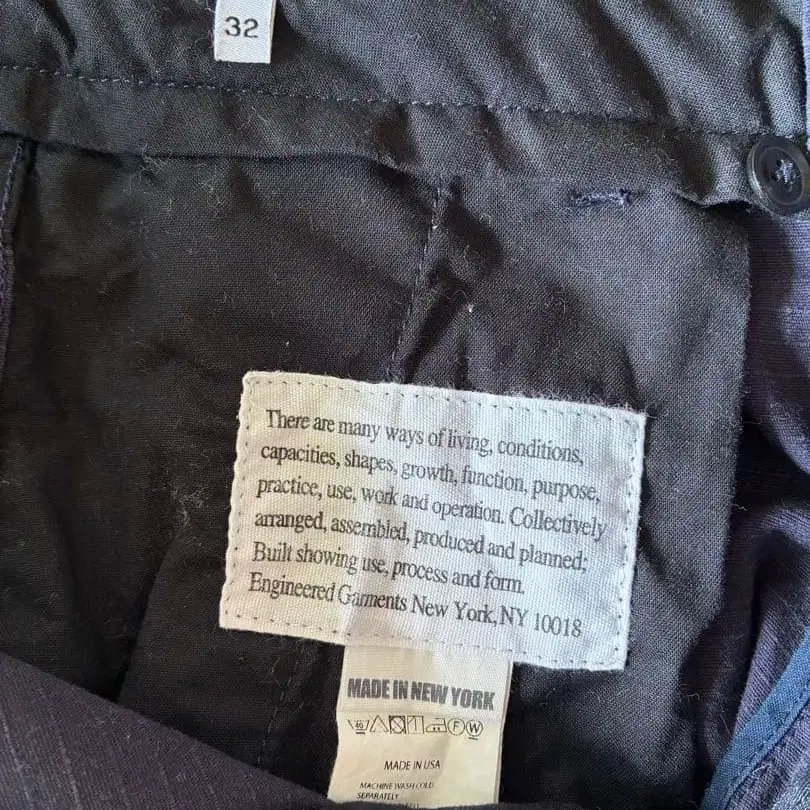 32
There are many ways of living, conditions,
capacities, shapes, growth, function, purpose,
practice, use, work and operation. Collectively
arranged, assembled, produced and planned;
Built showing use, process and form.
Engineered Garments New York, NY 10018
MADE IN NEW YORK
40 F W
MADE IN USA
MACHINE WASH COLD
SEPARATELY